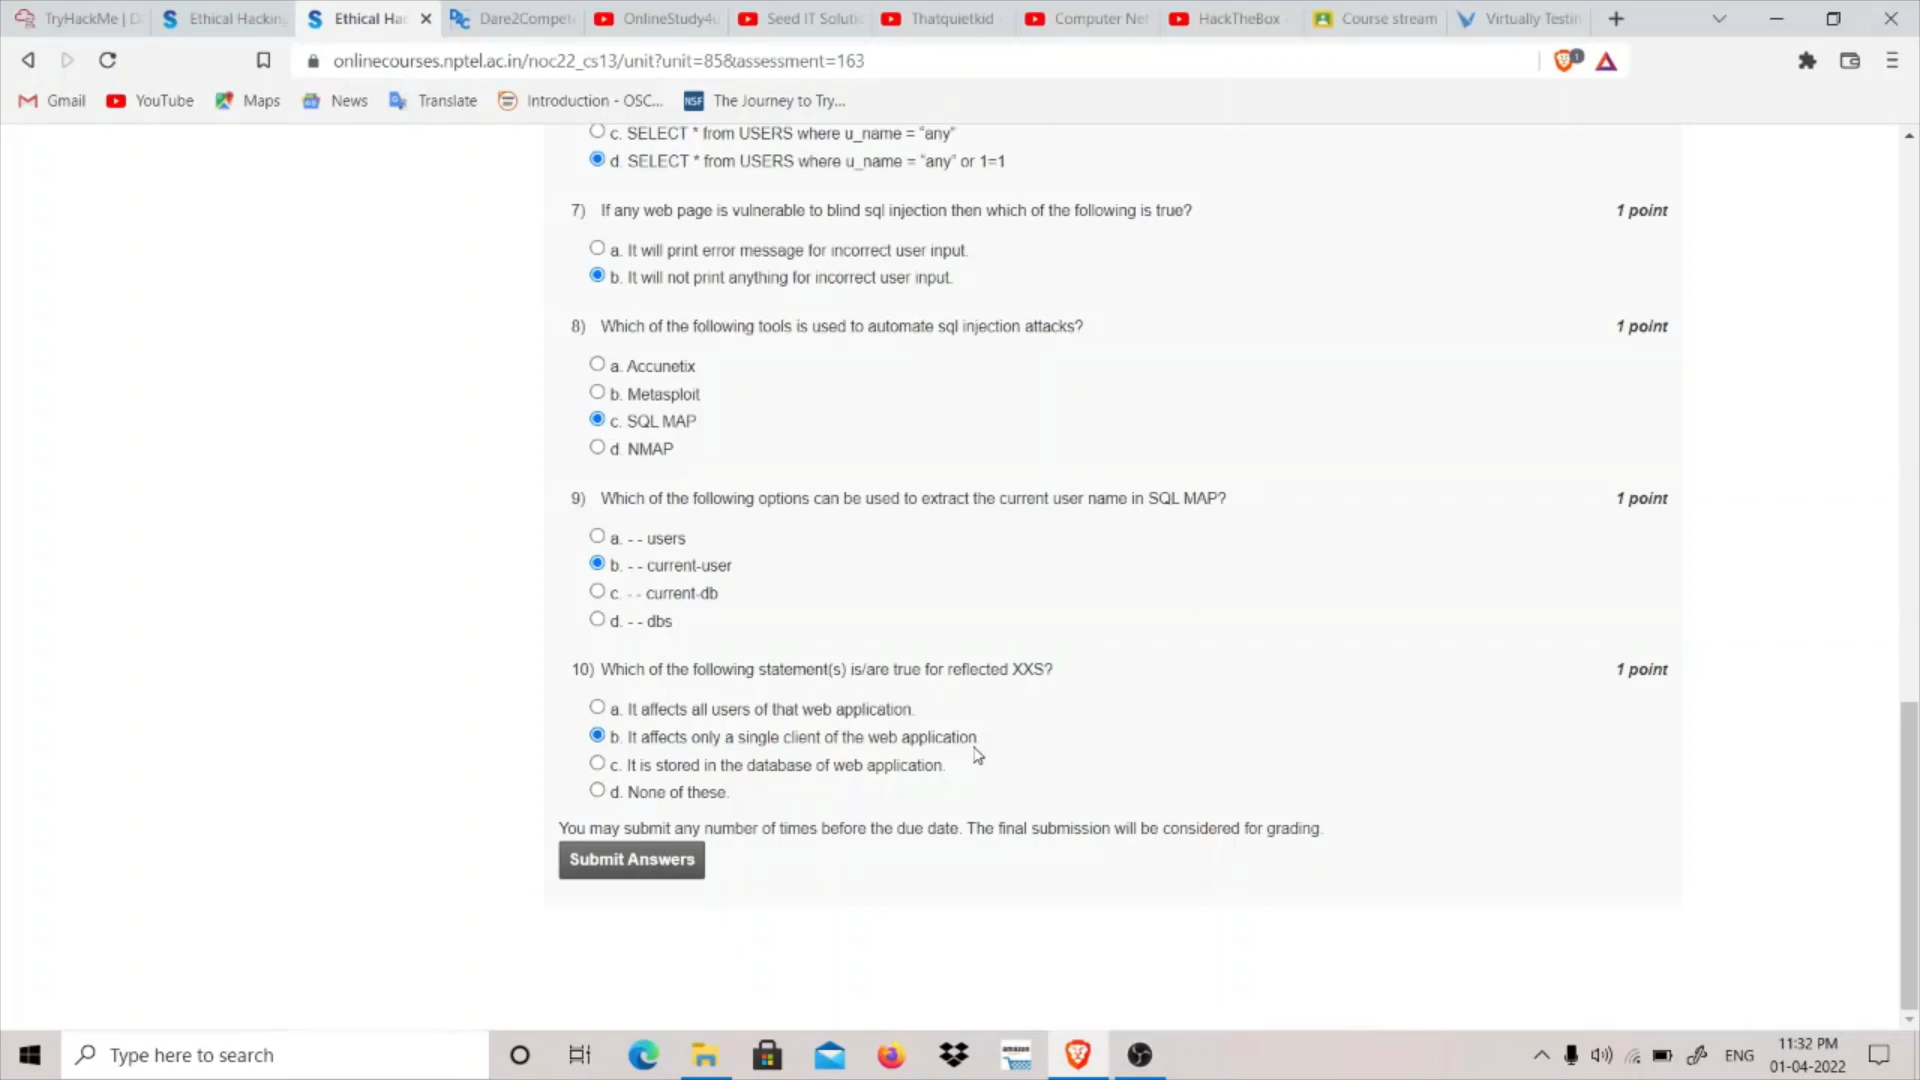 TryHackMe | D
Ethical Hacking
Ethical Ha
Dare2Compete
OnlineStudy4u
Seed IT Solutio
Thatquietkid
Computer Net
HackTheBox
Course stream
Virtually Testin
onlinecourses.nptel.ac.in/noc22_cs13/unit?unit=85&assessment=163
1
Gmail
YouTube
Maps
News
Translate
Introduction - OSC...
NSF
The Journey to Try...
c. SELECT * from USERS where u_name = "any"
d. SELECT * from USERS where u_name = "any" or 1=1
7) If any web page is vulnerable to blind sql injection then which of the following is true? 1 point
a. It will print error message for incorrect user input.
b. It will not print anything for incorrect user input.
8) Which of the following tools is used to automate sql injection attacks? 1 point
a. Accunetix
b. Metasploit
c. SQL MAP
d. NMAP
9) Which of the following options can be used to extract the current user name in SQL MAP? 1 point
a. - - users
b. - - current-user
c. - - current-db
d. - - dbs
10) Which of the following statement(s) is/are true for reflected XXS? 1 point
a. It affects all users of that web application.
b. It affects only a single client of the web application
c. It is stored in the database of web application.
d. None of these.
You may submit any number of times before the due date. The final submission will be considered for grading.
Submit Answers
Type here to search
amazon
ENG
11:32 PM
01-04-2022